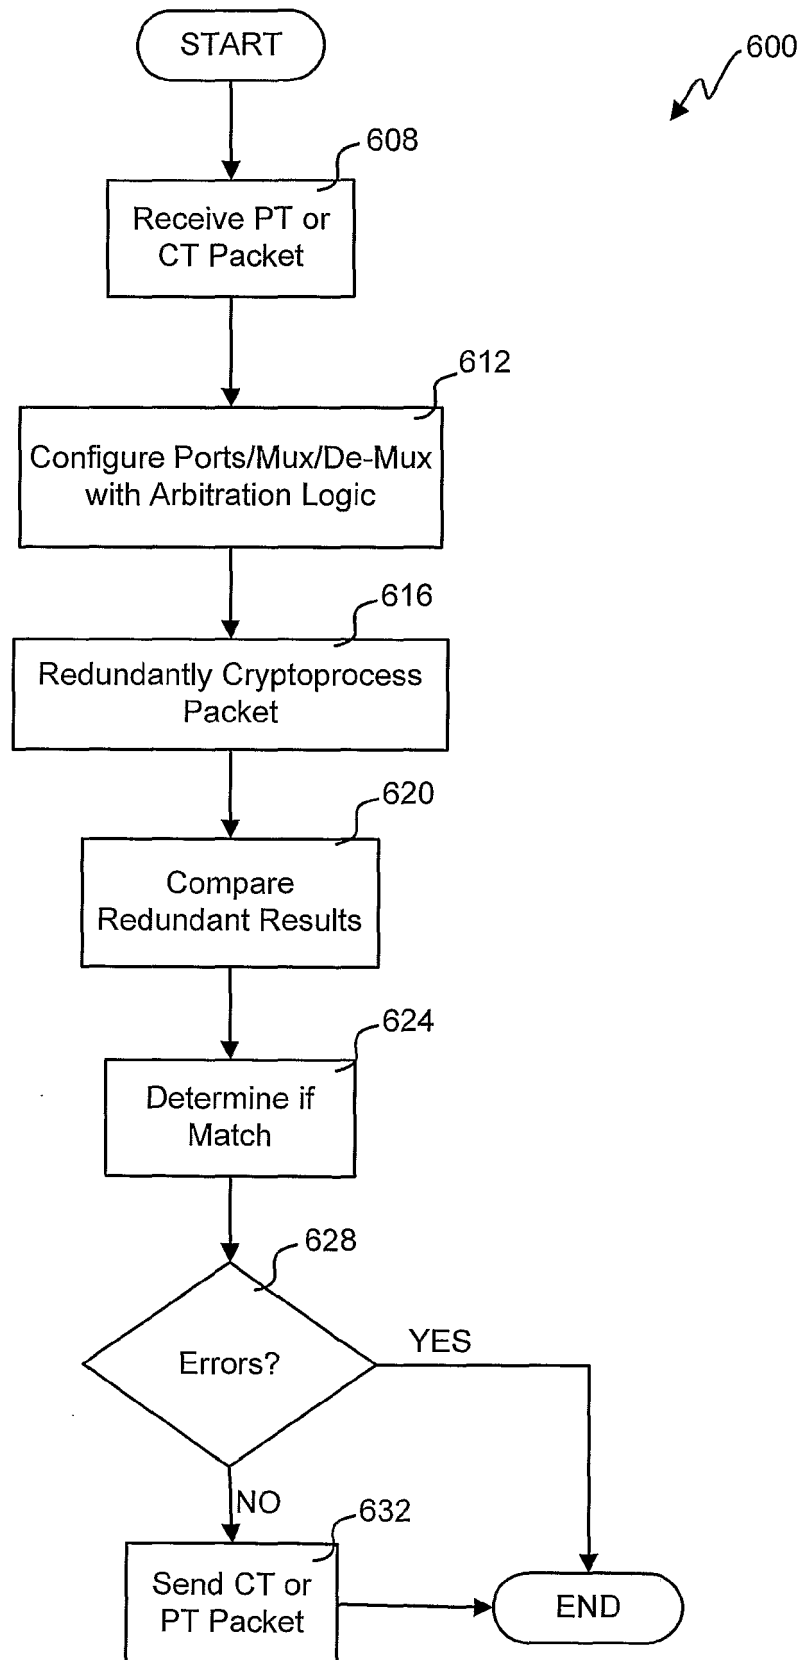 START
600
608
Receive PT or
CT Packet
612
Configure Ports/Mux/De-Mux
with Arbitration Logic
616
Redundantly Cryptoprocess
Packet
620
Compare
Redundant Results
624
Determine if
Match
628
Errors?
YES
NO
632
Send CT or
PT Packet
END